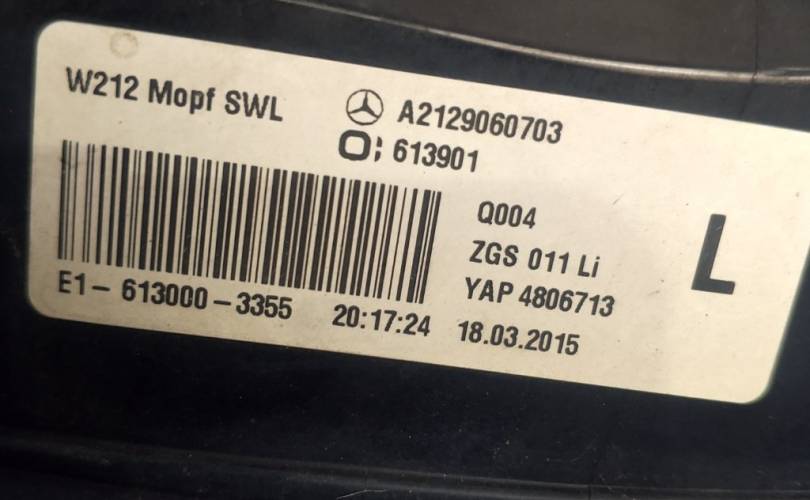 W212 Mopf SWL
A2129060703
O; 613901
Q004
ZGS 011 Li
L
YAP 4806713
E1- 613000-3355 20:17:24 18.03.2015